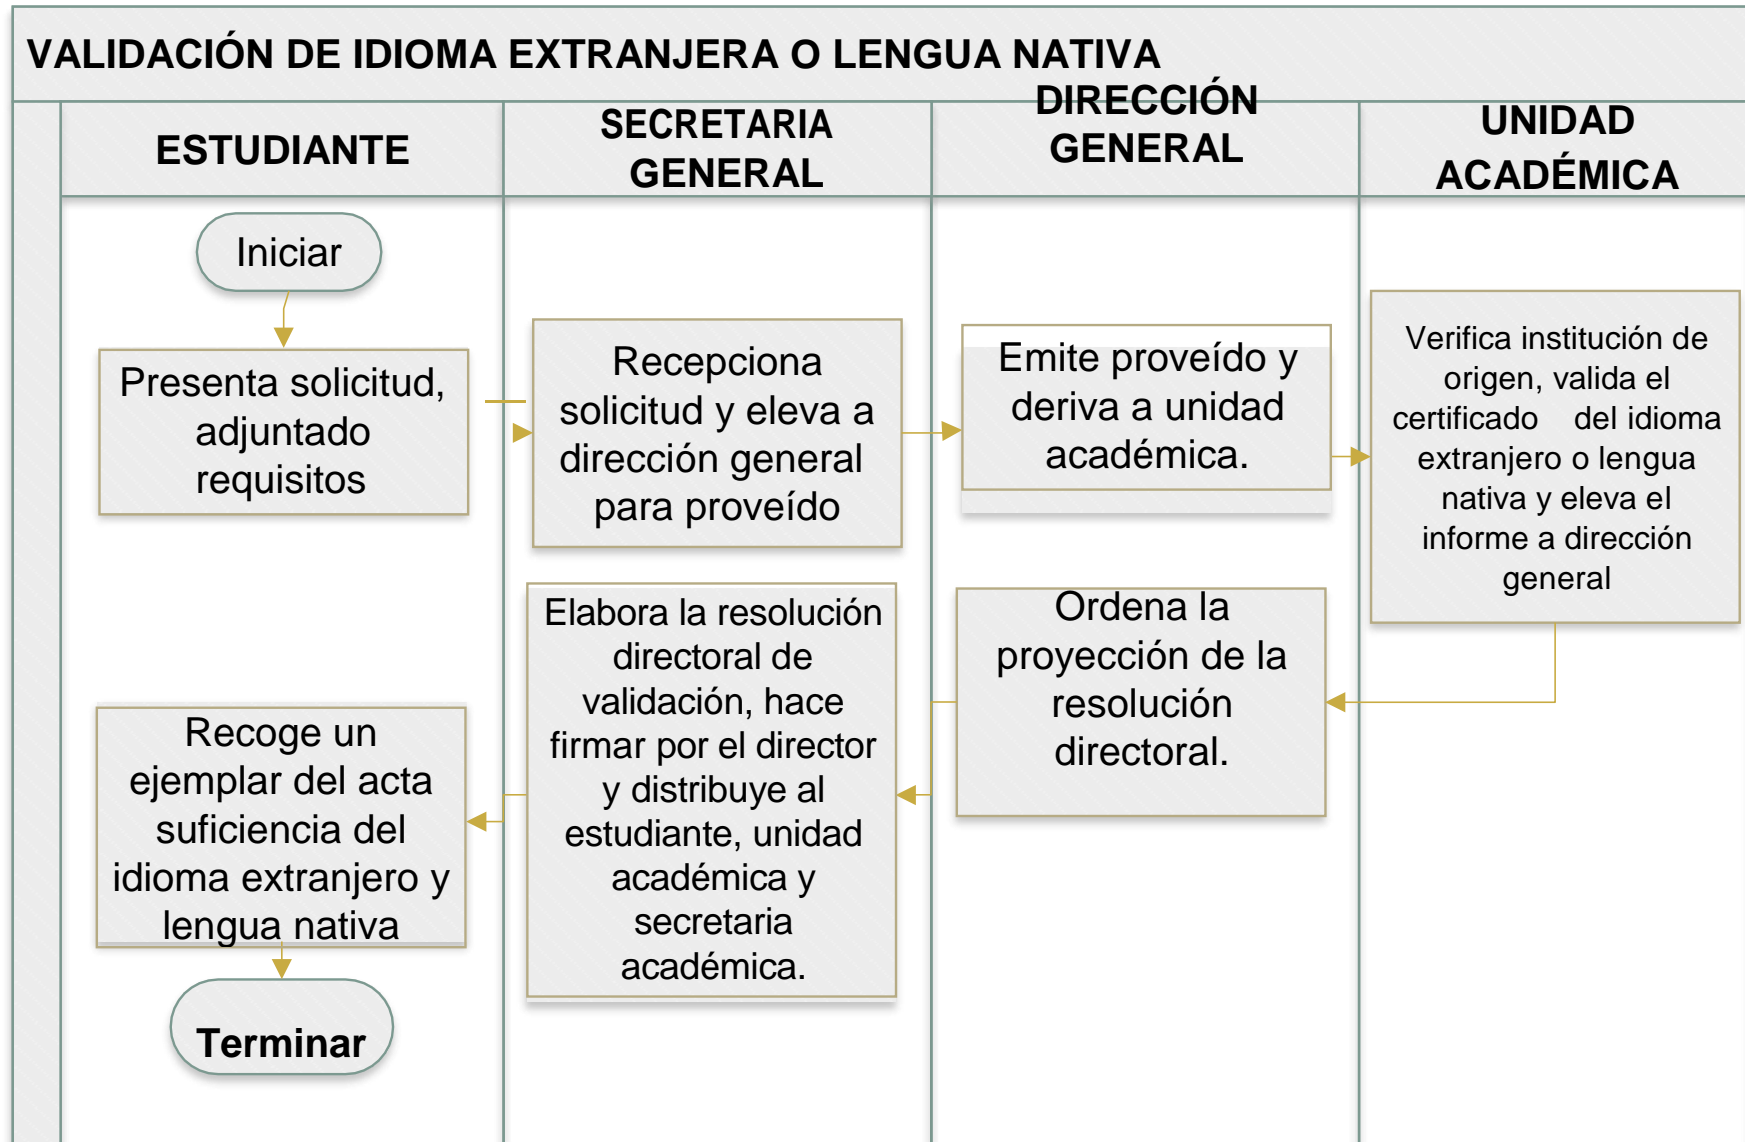 VALIDACIÓN DE IDIOMA EXTRANJERA O LENGUA NATIVA
ESTUDIANTE
SECRETARIA
GENERAL
DIRECCIÓN
GENERAL
UNIDAD
ACADÉMICA
Iniciar
Presenta solicitud,
adjuntado
requisitos
Recepciona
solicitud y eleva a
dirección general
para proveído
Emite proveído y
deriva a unidad
académica.
Verifica institución de
origen, valida el
certificado del idioma
extranjero o lengua
nativa y eleva el
informe a dirección
general
Ordena la
proyección de la
resolución
directoral.
Elabora la resolución
directoral de
validación, hace
firmar por el director
y distribuye al
estudiante, unidad
académica y
secretaria
académica.
Recoge un
ejemplar del acta
suficiencia del
idioma extranjero y
lengua nativa
Terminar